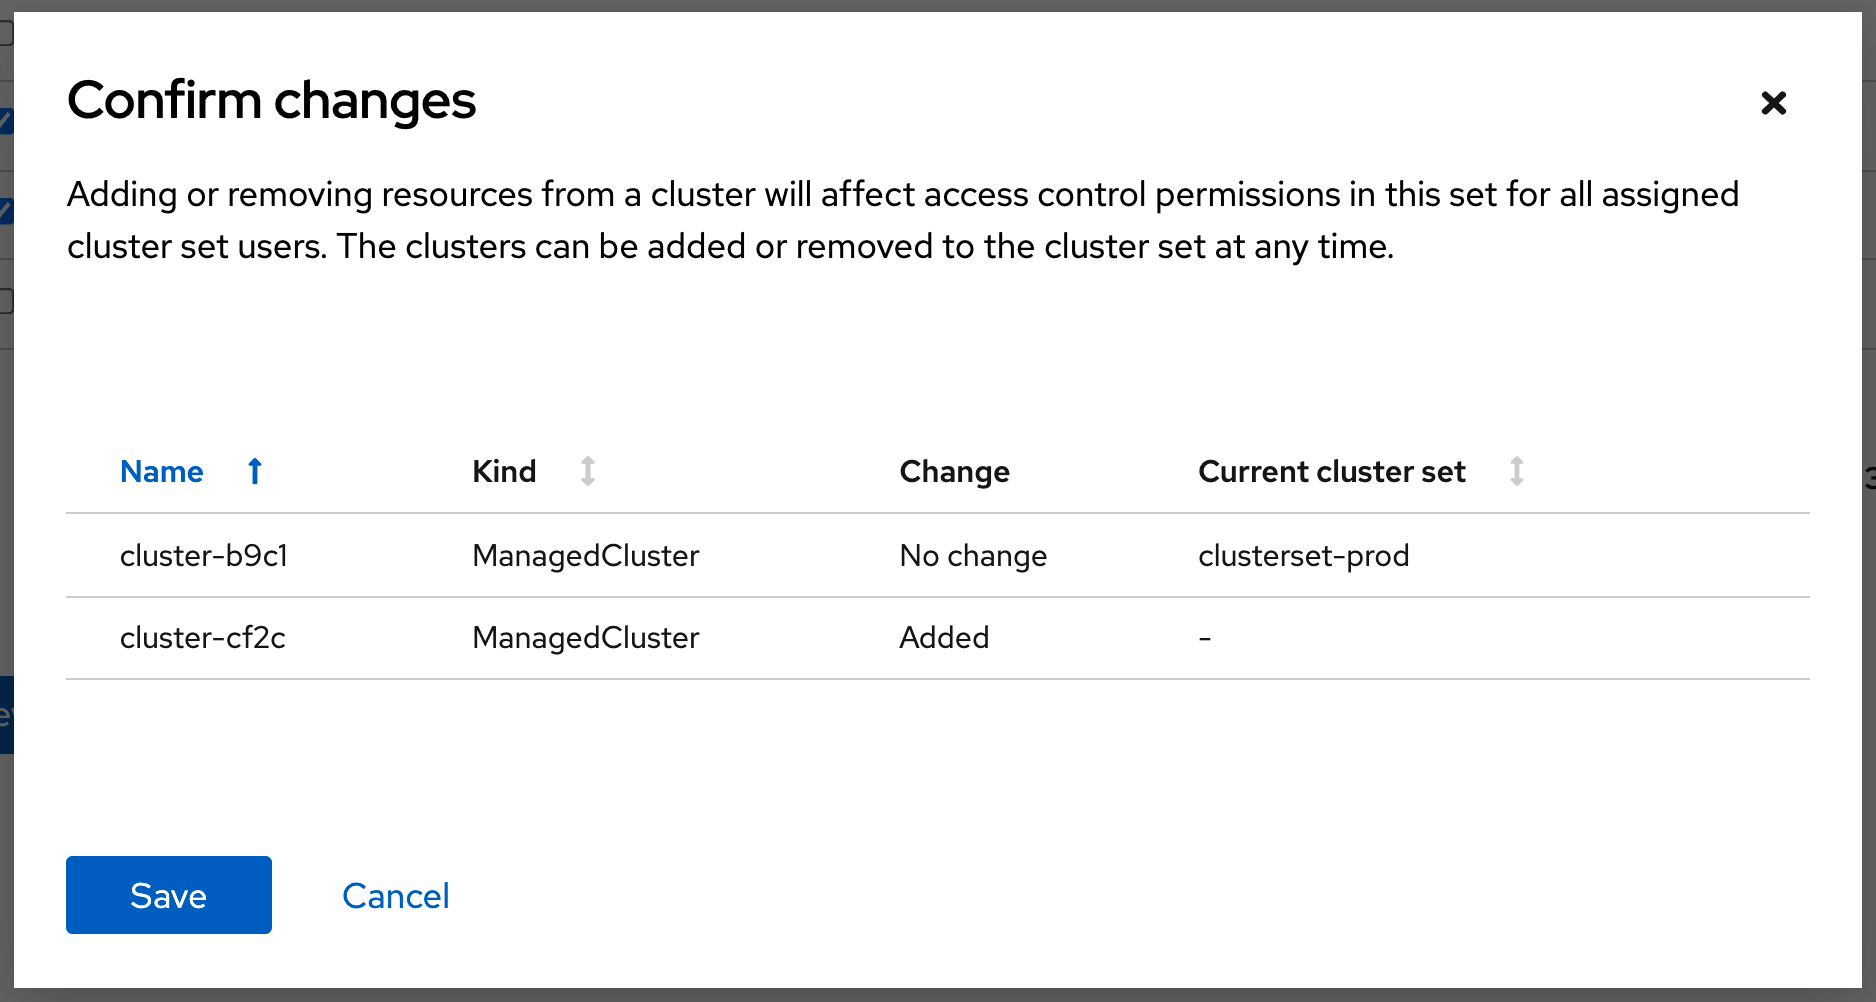 Confirm changes
Adding or removing resources from a cluster will affect access control permissions in this set for all assigned
cluster set users. The clusters can be added or removed to the cluster set at any time.
Name Kind Change Current cluster set
cluster-b9c1 ManagedCluster No change clusterset-prod
cluster-cf2c ManagedCluster Added -
Save Cancel